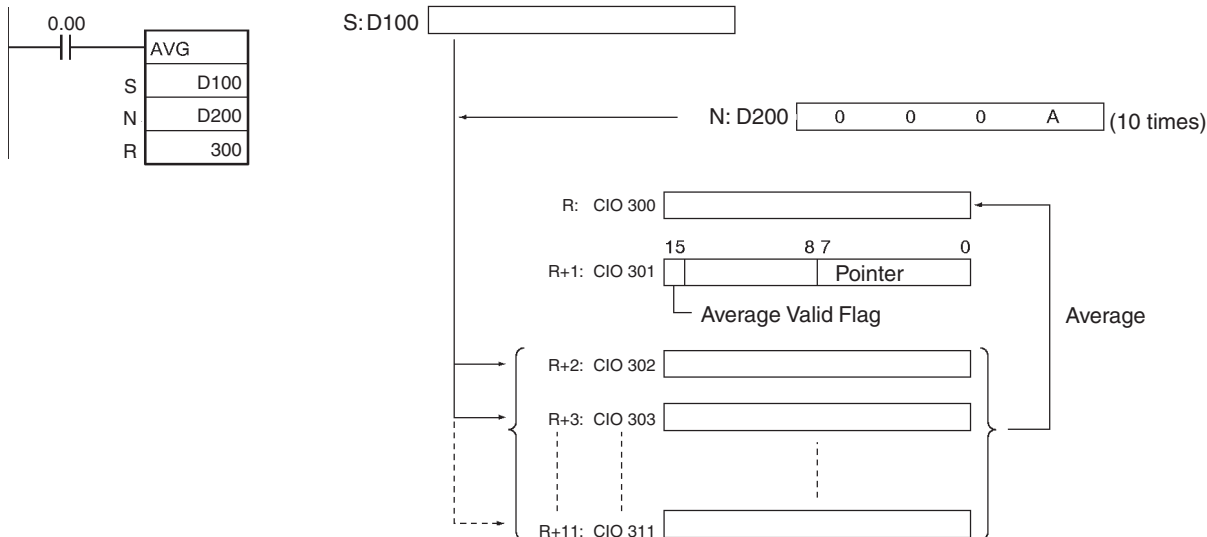 0.00
AVG
S D100
N D200
R 300
S: D100
N: D200 0 0 0 A (10 times)
R: CIO 300
15 8 7 0
R+1: CIO 301 Pointer
Average Valid Flag
Average
R+2: CIO 302
R+3: CIO 303
R+11: CIO 311